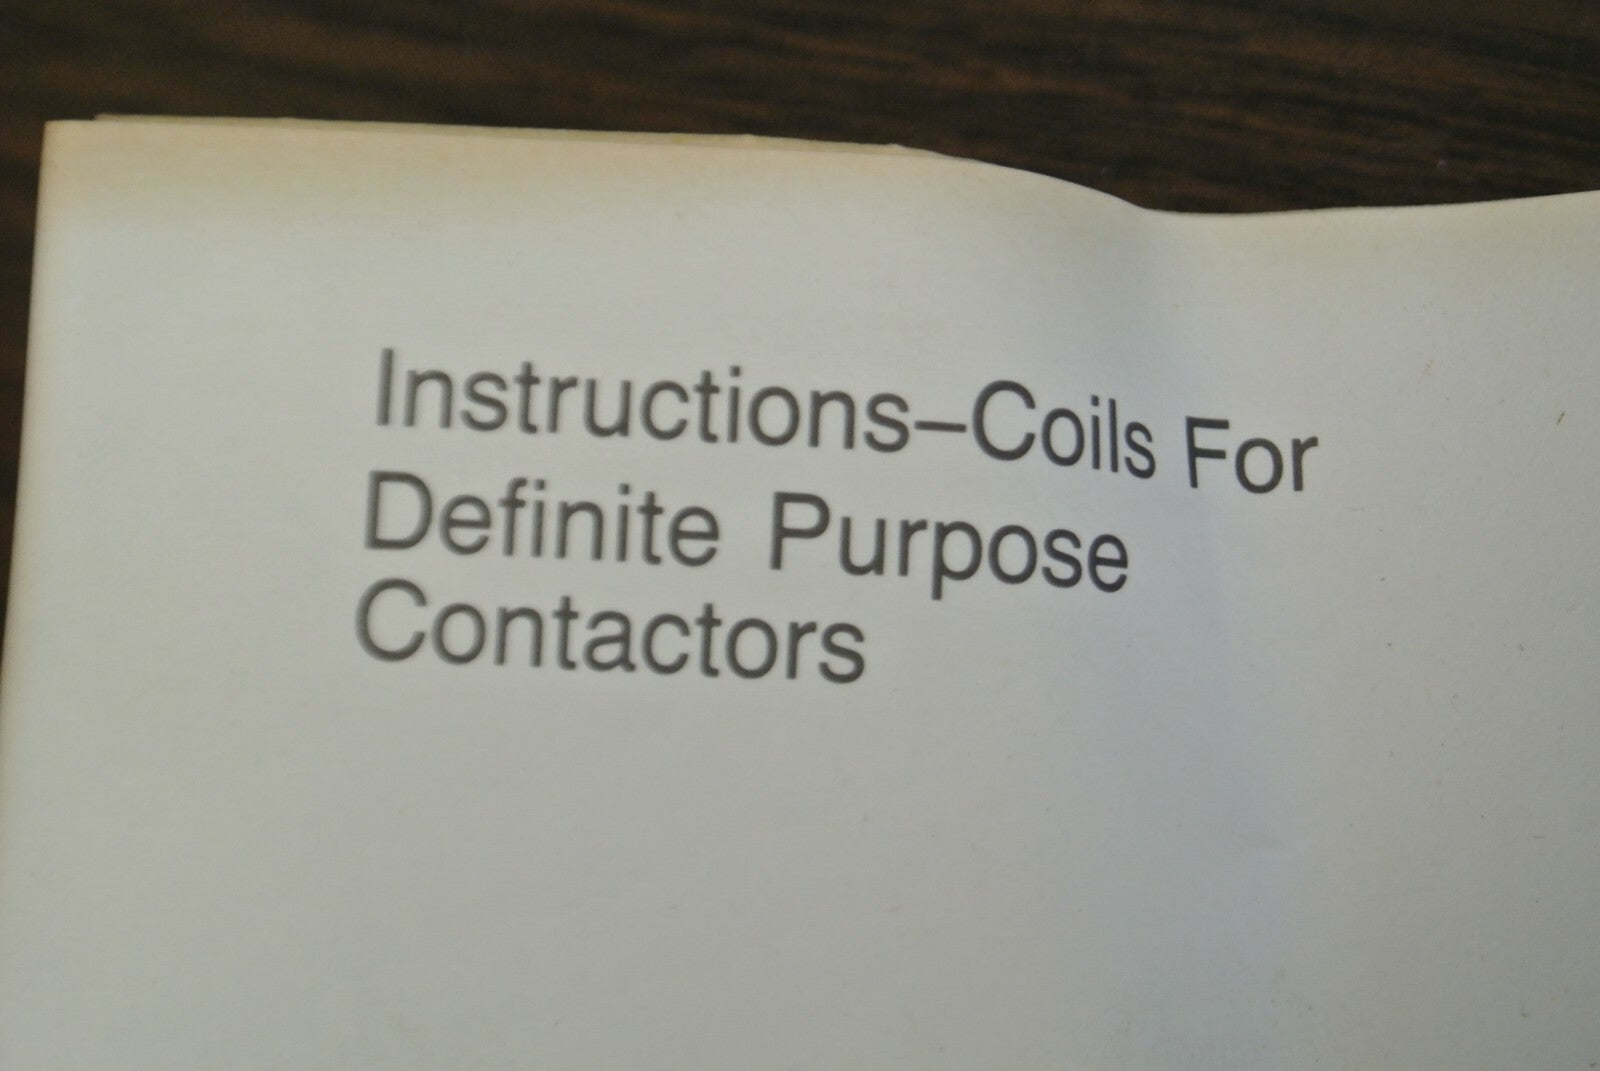 Instructions–Coils For
Definite Purpose
Contactors